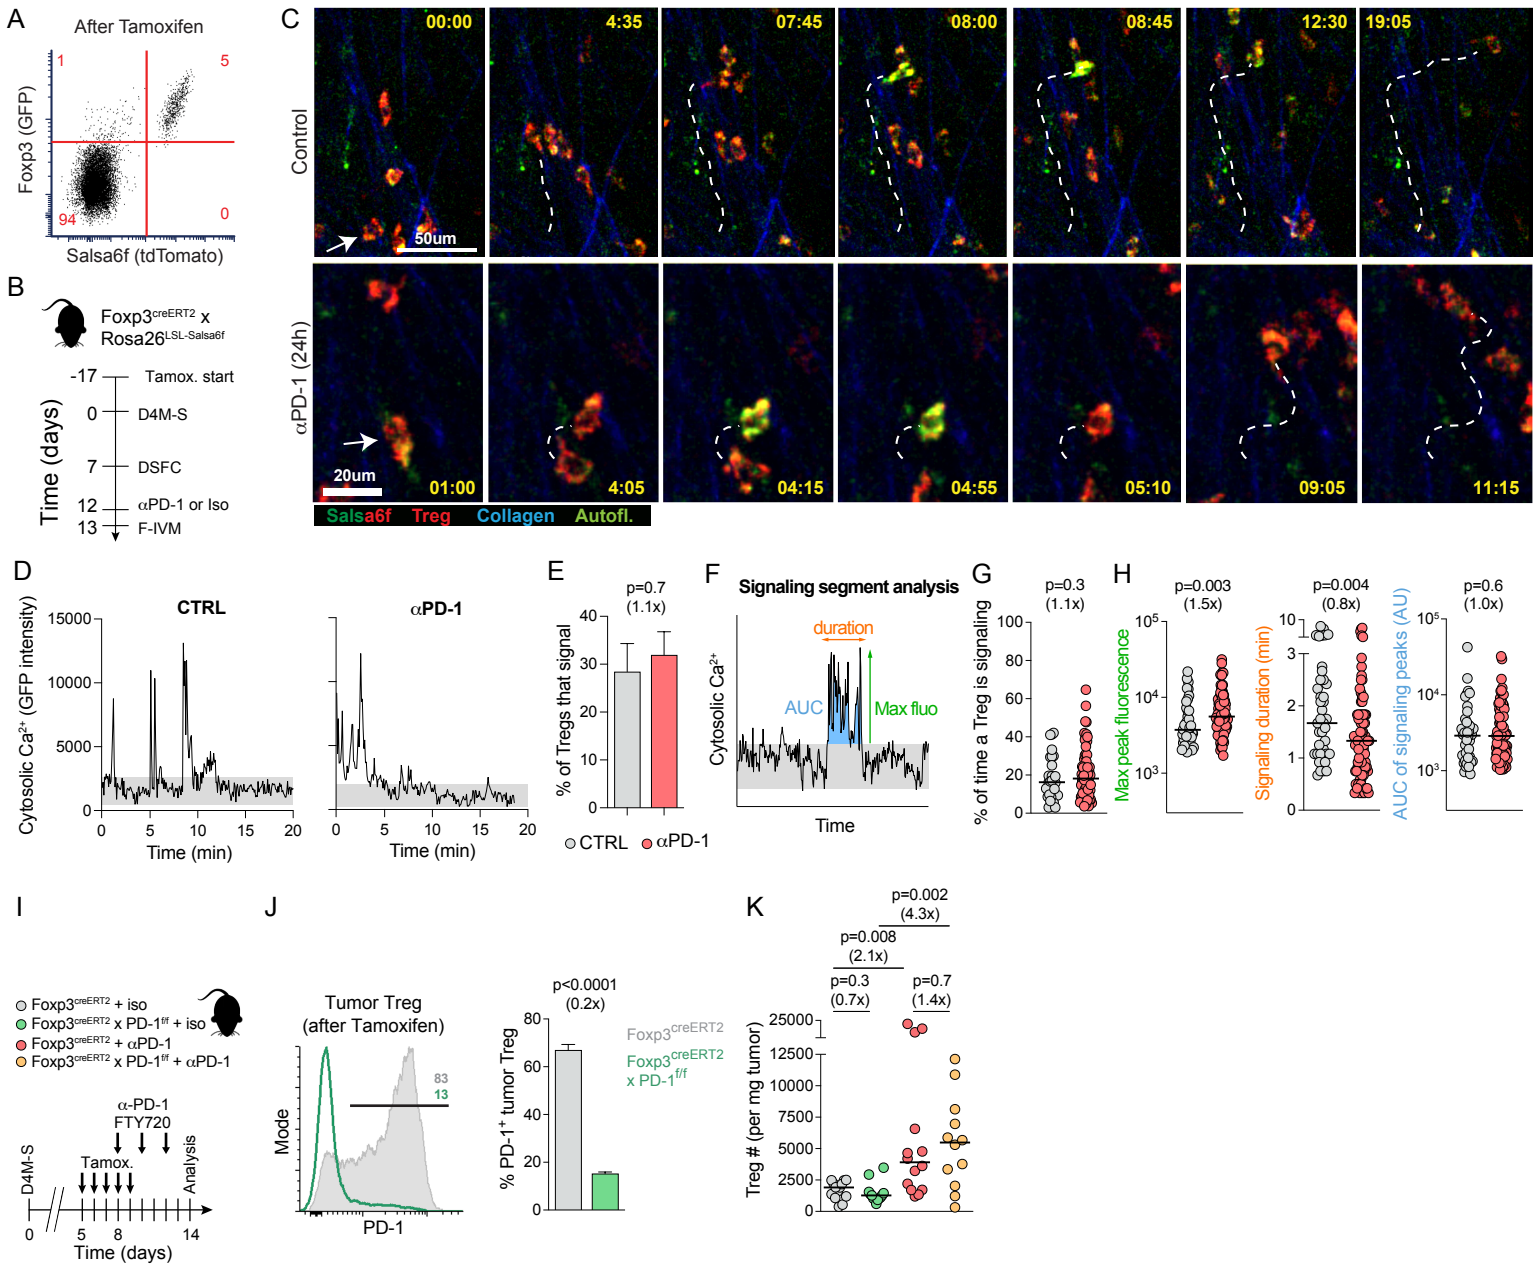 A
After Tamoxifen
1
5
94
0
Foxp3 (GFP)
Salsa6f (tdTomato)
B
Foxp3creERT2 x
Rosa26LSL-Salsa6f
Time (days)
-17 Tamox. start
0 D4M-S
7 DSFC
12 αPD-1 or Iso
13 F-IVM
C
Control
00:00
4:35
07:45
08:00
08:45
12:30
19:05
50um
αPD-1 (24h)
20um
01:00
4:05
04:15
04:55
05:10
09:05
11:15
Salsa6f Treg Collagen Autofl.
D
CTRL
αPD-1
Cytosolic Ca2+ (GFP intensity)
15000
10000
5000
0
0 5 10 15 20
Time (min)
0 5 10 15 20
Time (min)
E
p=0.7
(1.1x)
% of Tregs that signal
40
30
20
10
0
CTRL αPD-1
F
Signaling segment analysis
duration
AUC
Max fluo
Cytosolic Ca2+
Time
G
p=0.3
(1.1x)
% of time a Treg is signaling
100
80
60
40
20
0
H
p=0.003
(1.5x)
Max peak fluorescence
10⁵
10⁴
10³
p=0.004
(0.8x)
Signaling duration (min)
10
3
2
1
0
p=0.6
(1.0x)
AUC of signaling peaks (AU)
10⁵
10⁴
10³
I
Foxp3creERT2 + iso
Foxp3creERT2 x PD-1f/f + iso
Foxp3creERT2 + αPD-1
Foxp3creERT2 x PD-1f/f + αPD-1
α-PD-1
FTY720
Tamox.
D4M-S
Analysis
0 5 8 14
Time (days)
J
Tumor Treg
(after Tamoxifen)
83
13
Mode
PD-1
p<0.0001
(0.2x)
% PD-1+ tumor Treg
80
60
40
20
0
Foxp3creERT2
Foxp3creERT2
x PD-1f/f
K
p=0.002
(4.3x)
p=0.008
(2.1x)
p=0.3
(0.7x)
p=0.7
(1.4x)
Treg # (per mg tumor)
25000
12500
12500
7500
5000
2500
0